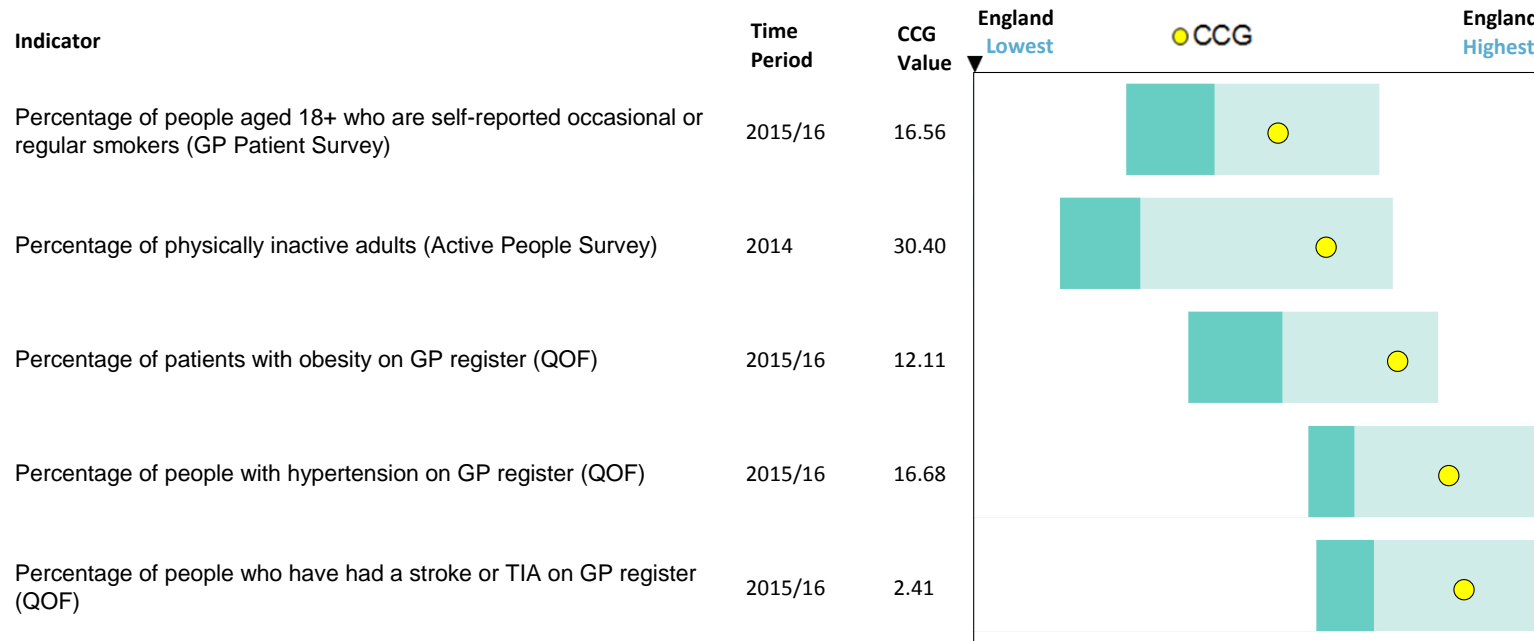 Indicator
Time
Period
CCG
Value
England
Lowest
CCG
England
Highest
Percentage of people aged 18+ who are self-reported occasional or
regular smokers (GP Patient Survey)
2015/16
16.56
Percentage of physically inactive adults (Active People Survey)
2014
30.40
Percentage of patients with obesity on GP register (QOF)
2015/16
12.11
Percentage of people with hypertension on GP register (QOF)
2015/16
16.68
Percentage of people who have had a stroke or TIA on GP register
(QOF)
2015/16
2.41